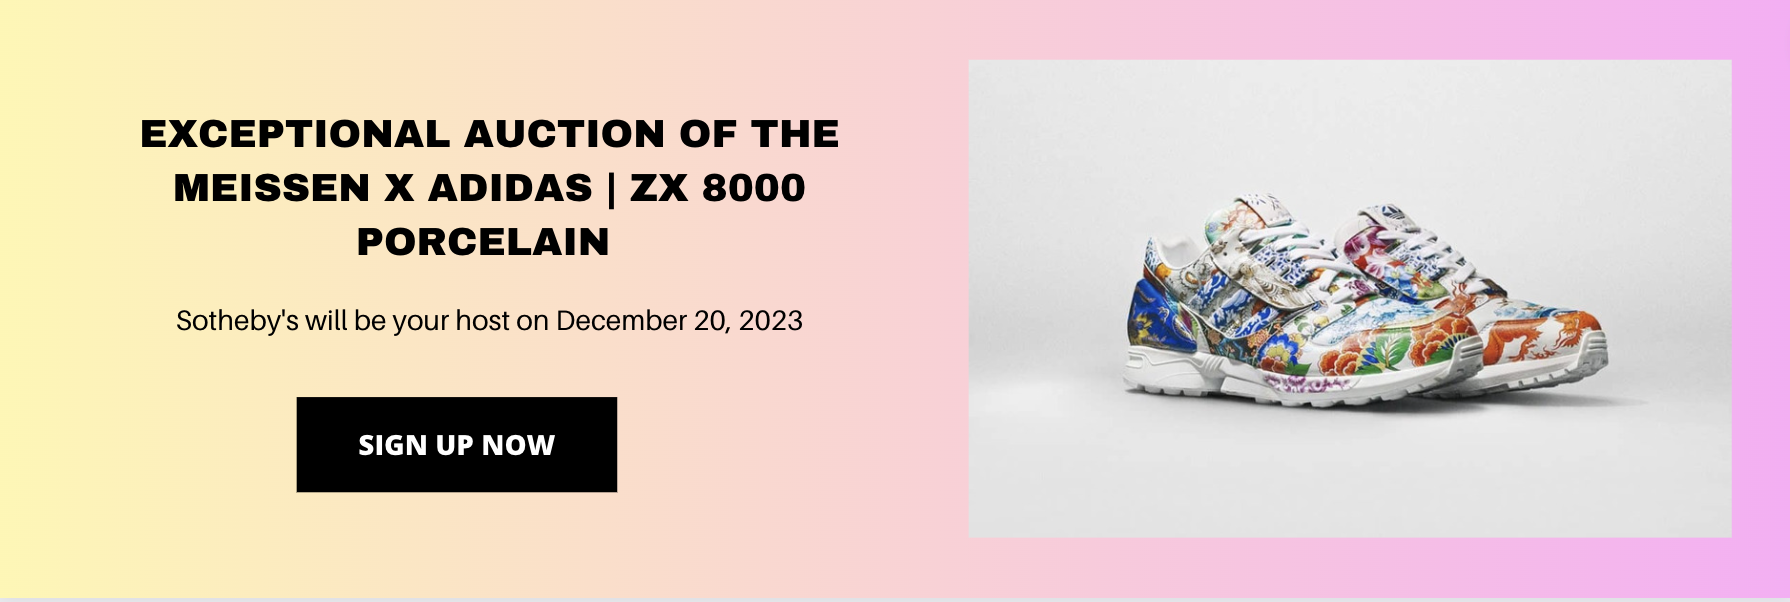 EXCEPTIONAL AUCTION OF THE
MEISSEN X ADIDAS | ZX 8000
PORCELAIN
Sotheby's will be your host on December 20, 2023
SIGN UP NOW